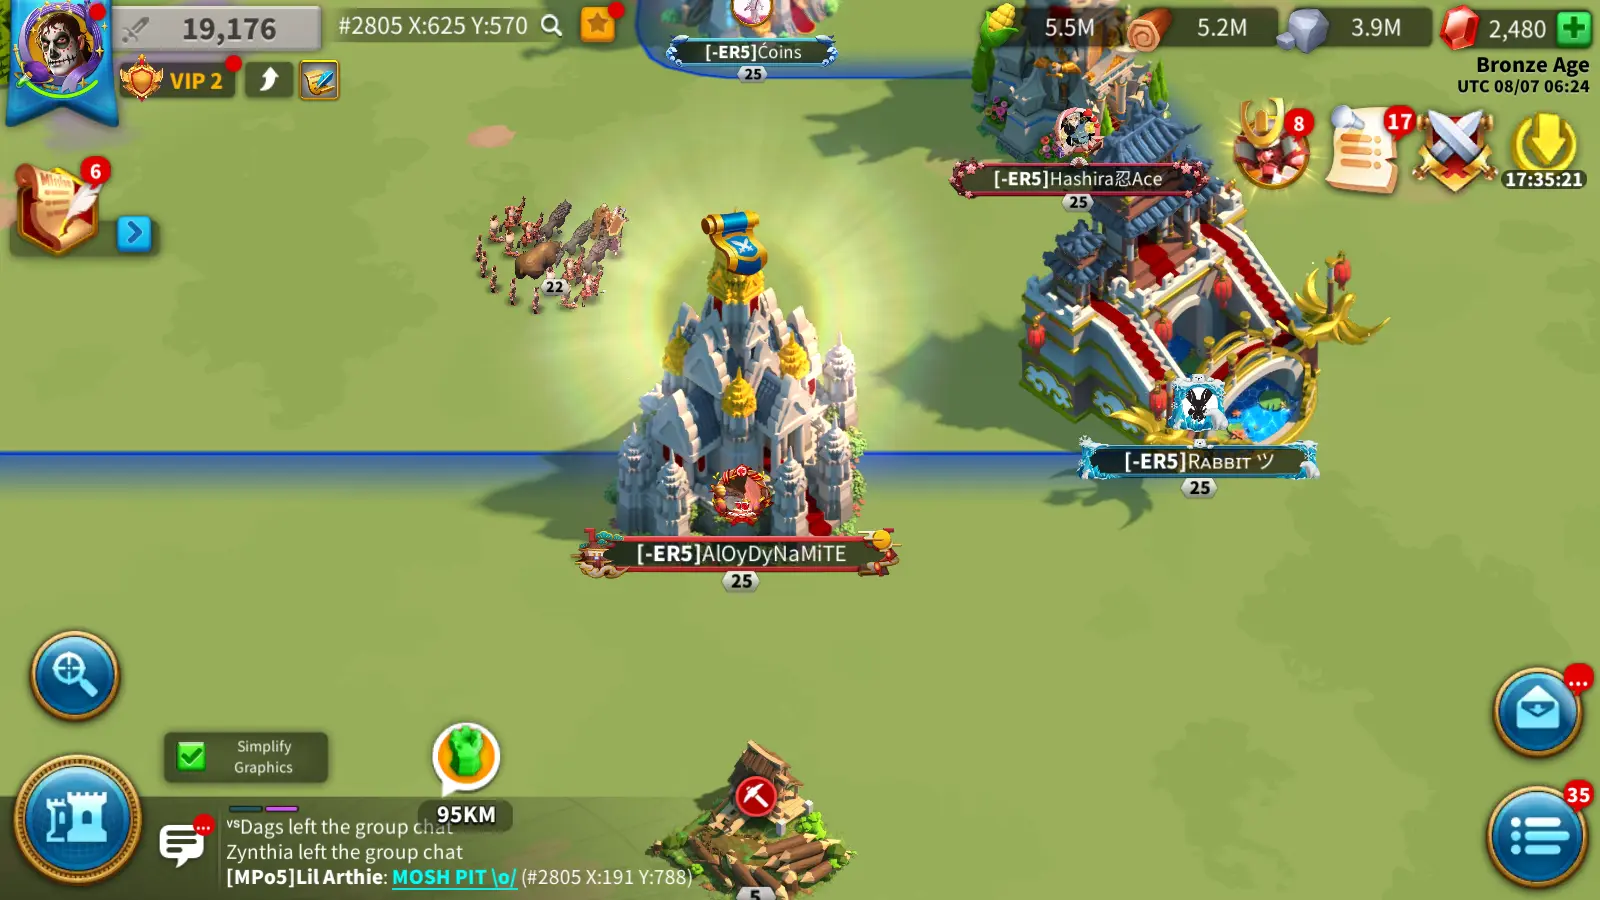 19,176
#2805 X:625 Y:570
VIP 2
[-ER5]Ćoins
25
5.5M
5.2M
3.9M
2,480
Bronze Age
UTC 08/07 06:24
8
17
17:35:21
6
[-ER5]Hashira忍Ace
25
22
[-ER5]Rabbit ツ
25
[-ER5]AlOyDyNaMiTE
25
Simplify
Graphics
95KM
ᵛˢDags left the group chat
Zynthia left the group chat
[MPo5]Lil Arthie: MOSH PIT \o/ (#2805 X:191 Y:788)
5
35